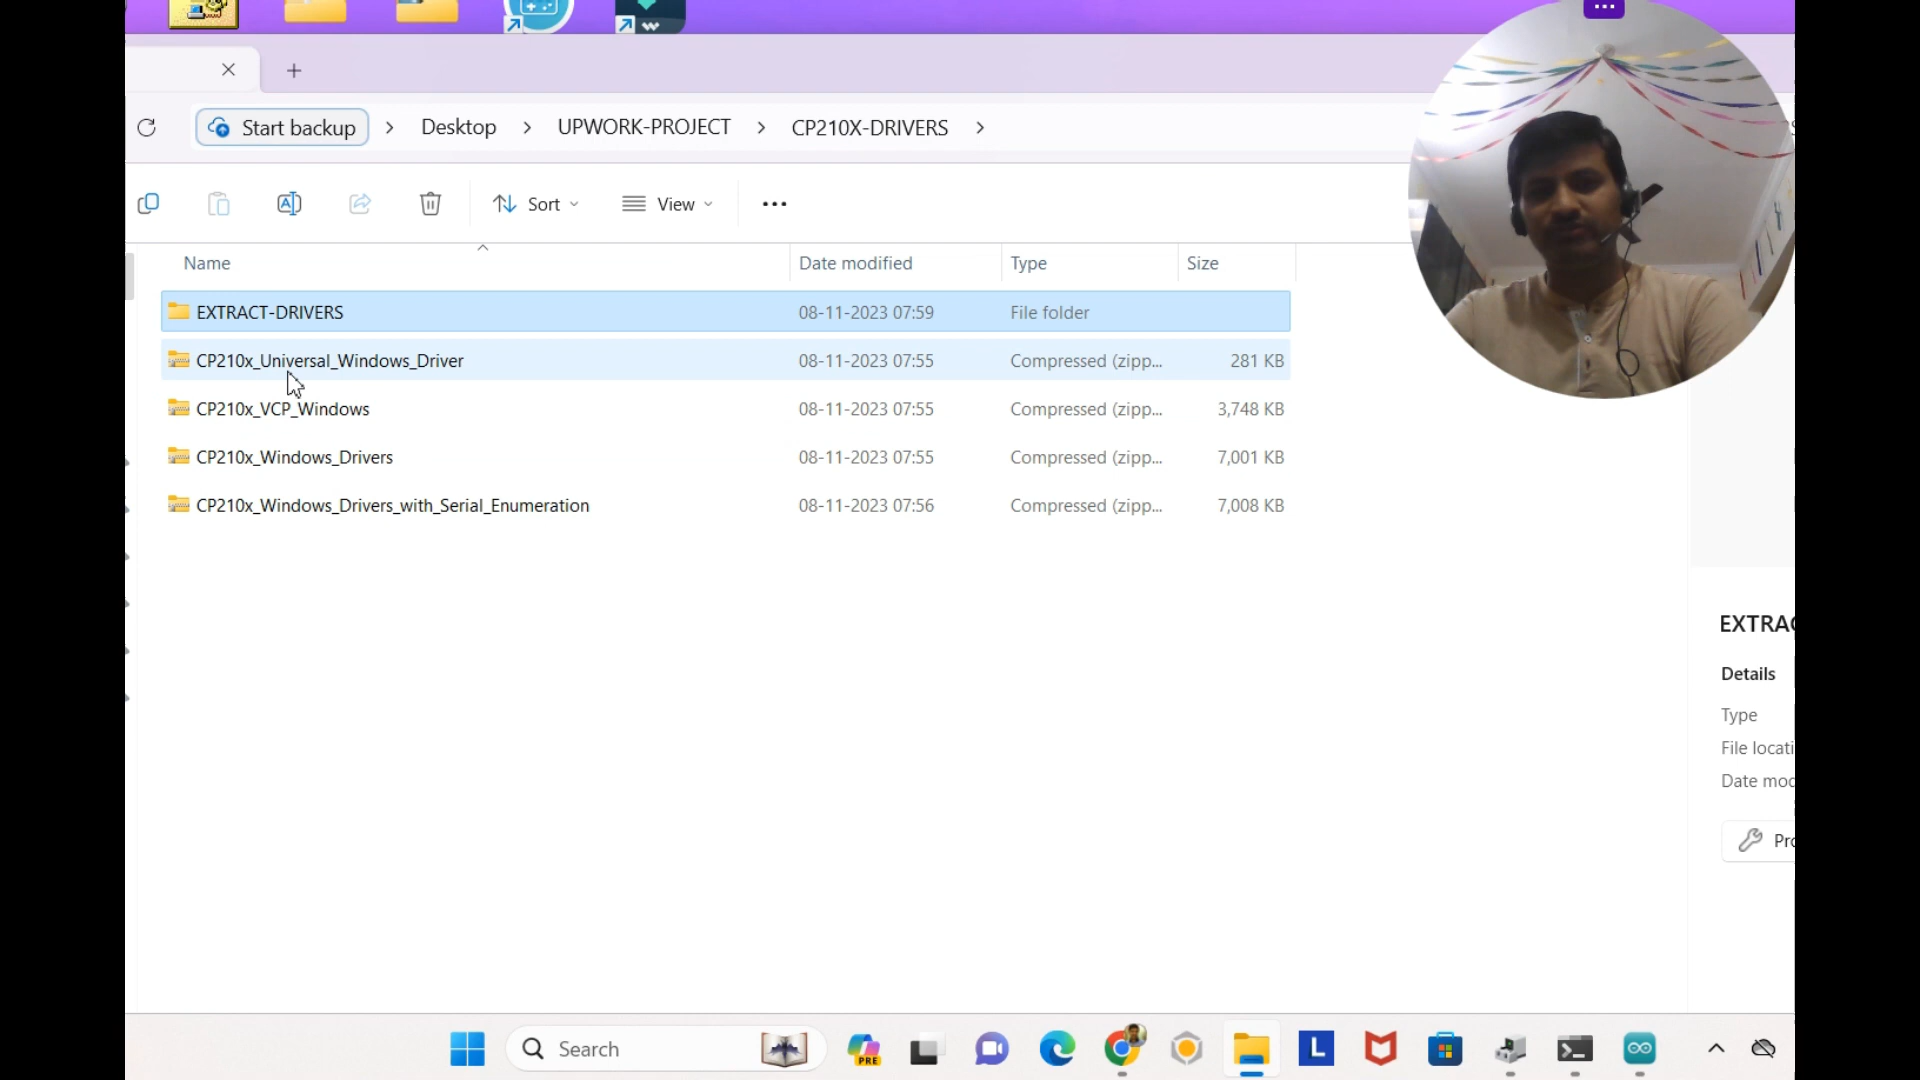 Start backup > Desktop > UPWORK-PROJECT > CP210X-DRIVERS >
Sort View
Name Date modified Type Size
EXTRACT-DRIVERS 08-11-2023 07:59 File folder
CP210x_Universal_Windows_Driver 08-11-2023 07:55 Compressed (zipp... 281 KB
CP210x_VCP_Windows 08-11-2023 07:55 Compressed (zipp... 3,748 KB
CP210x_Windows_Drivers 08-11-2023 07:55 Compressed (zipp... 7,001 KB
CP210x_Windows_Drivers_with_Serial_Enumeration 08-11-2023 07:56 Compressed (zipp... 7,008 KB
EXTRA
Details
Type
File locati
Date mod
Pro
Search
PRE
L